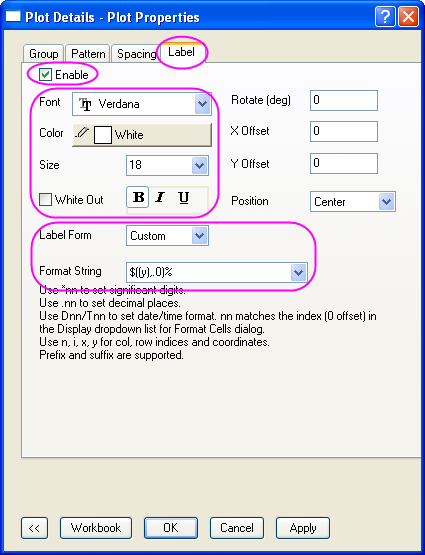 Plot Details - Plot Properties
Group Pattern Spacing Label
Enable
Font Verdana Rotate (deg) 0
Color White X Offset 0
Size 18 Y Offset 0
White Out B I U Position Center
Label Form Custom
Format String $((y),.0)%
Use *nn to set significant digits.
Use .nn to set decimal places.
Use Dnn/Tnn to set date/time format. nn matches the index (0 offset) in
the Display dropdown list for Format Cells dialog.
Use n, i, x, y for col, row indices and coordinates.
Prefix and suffix are supported.
<< Workbook OK Cancel Apply